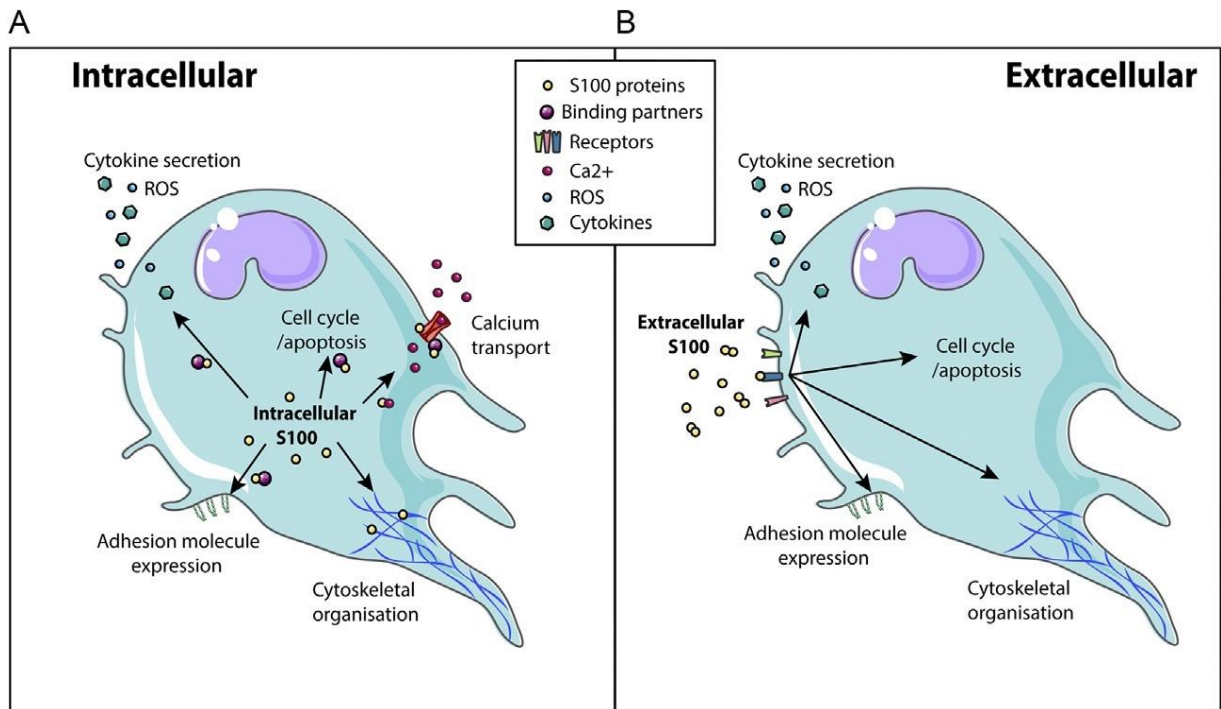 A
B
Intracellular
S100 proteins
Binding partners
Receptors
Ca2+
ROS
Cytokines
Extracellular
Cytokine secretion
ROS
Cell cycle
/apoptosis
Calcium
transport
Intracellular
S100
Adhesion molecule
expression
Cytoskeletal
organisation
Cytokine secretion
ROS
Extracellular
S100
Cell cycle
/apoptosis
Adhesion molecule
expression
Cytoskeletal
organisation